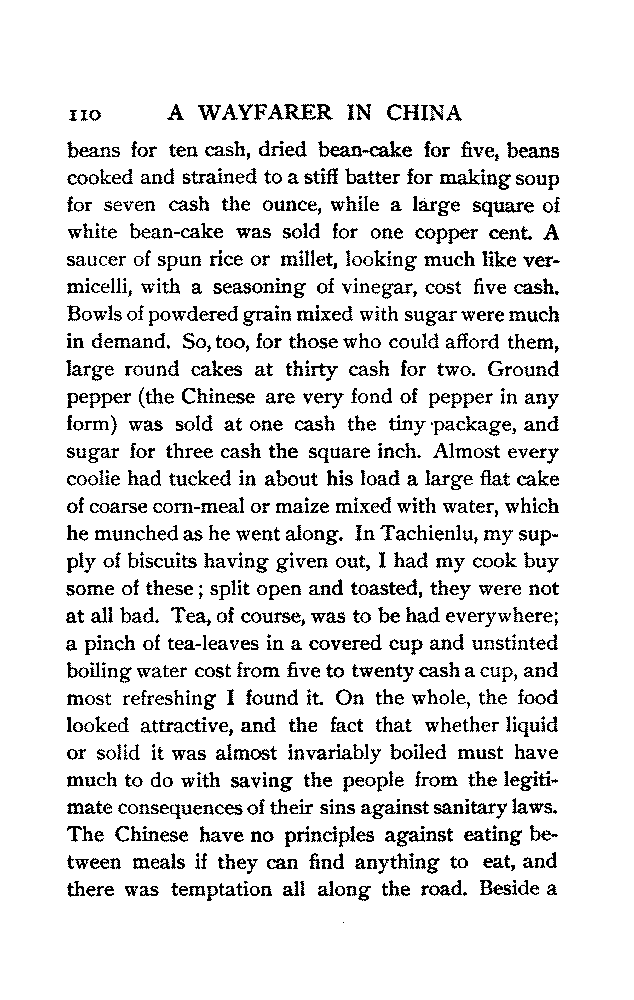 110 A WAYFARER IN CHINA
beans for ten cash, dried bean-cake for five, beans
cooked and strained to a stiff batter for making soup
for seven cash the ounce, while a large square of
white bean-cake was sold for one copper cent. A
saucer of spun rice or millet, looking much like ver-
micelli, with a seasoning of vinegar, cost five cash.
Bowls of powdered grain mixed with sugar were much
in demand. So, too, for those who could afford them,
large round cakes at thirty cash for two. Ground
pepper (the Chinese are very fond of pepper in any
form) was sold at one cash the tiny package, and
sugar for three cash the square inch. Almost every
coolie had tucked in about his load a large flat cake
of coarse corn-meal or maize mixed with water, which
he munched as he went along. In Tachienlu, my sup-
ply of biscuits having given out, I had my cook buy
some of these; split open and toasted, they were not
at all bad. Tea, of course, was to be had everywhere;
a pinch of tea-leaves in a covered cup and unstinted
boiling water cost from five to twenty cash a cup, and
most refreshing I found it. On the whole, the food
looked attractive, and the fact that whether liquid
or solid it was almost invariably boiled must have
much to do with saving the people from the legiti-
mate consequences of their sins against sanitary laws.
The Chinese have no principles against eating be-
tween meals if they can find anything to eat, and
there was temptation all along the road. Beside a